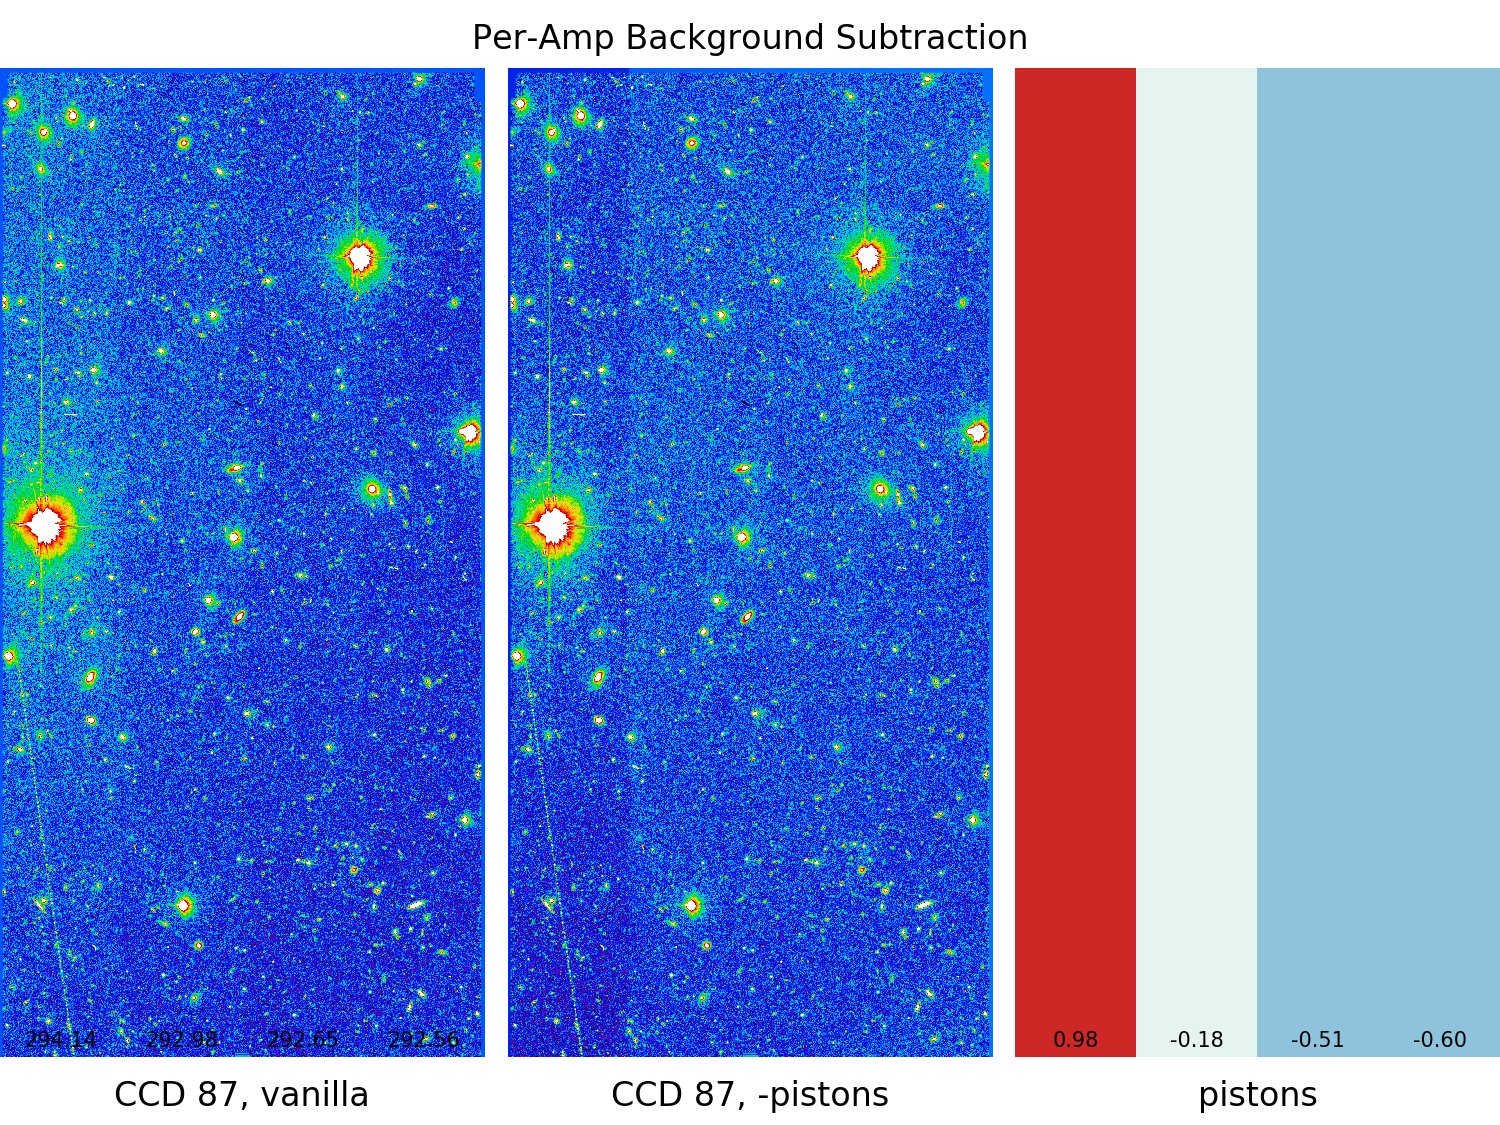 Per-Amp Background Subtraction
294.14 292.98 292.65 292.56
0.98 -0.18 -0.51 -0.60
CCD 87, vanilla
CCD 87, -pistons
pistons